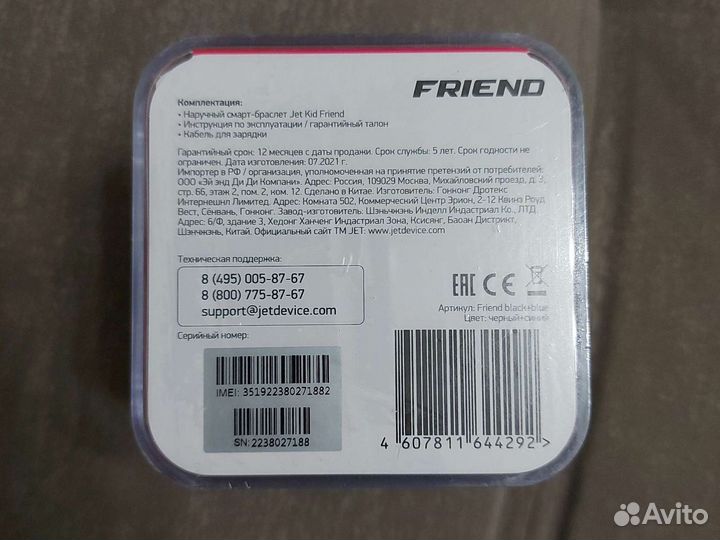 FRIEND
Комплектация:
• Наручный смарт-браслет Jet Kid Friend
• Инструкция по эксплуатации / гарантийный талон
• Кабель для зарядки
Гарантийный срок: 12 месяцев с даты продажи. Срок службы: 5 лет. Срок годности не
ограничен. Дата изготовления: 07.2021 г.
Импортер в РФ / организация, уполномоченная на принятие претензий от потребителей:
ООО «Эй энд Ди Ди Компани». Адрес: Россия, 109029 Москва, Михайловский проезд, д. 3,
стр. 66, этаж 2, пом. 2, ком. 12. Сделано в Китае. Изготовитель: Гонконг Дротекс
Интернешнл Лимитед. Адрес: Комната 502, Коммерческий Центр Эрион, 2-12 Квинз Роуд
Вест, Сёнвань, Гонконг. Завод-изготовитель: Шэньчжэнь Инделл Индастриал Ко., ЛТД
Адрес: 6/Ф, здание 3, Хедонг Ханченг Индастриал Зона, Ксисянг, Баоан Дистрикт,
Шэнчжэнь, Китай. Официальный сайт ТМ JET: www.jetdevice.com
Техническая поддержка:
8 (495) 005-87-67
8 (800) 775-87-67
support@jetdevice.com
EAC CE
Артикул: Friend black+blue
Цвет: черный+синий
Серийный номер:
IMEI: 351922380271882
SN: 2238027188
4 607811 644292 >
Avito